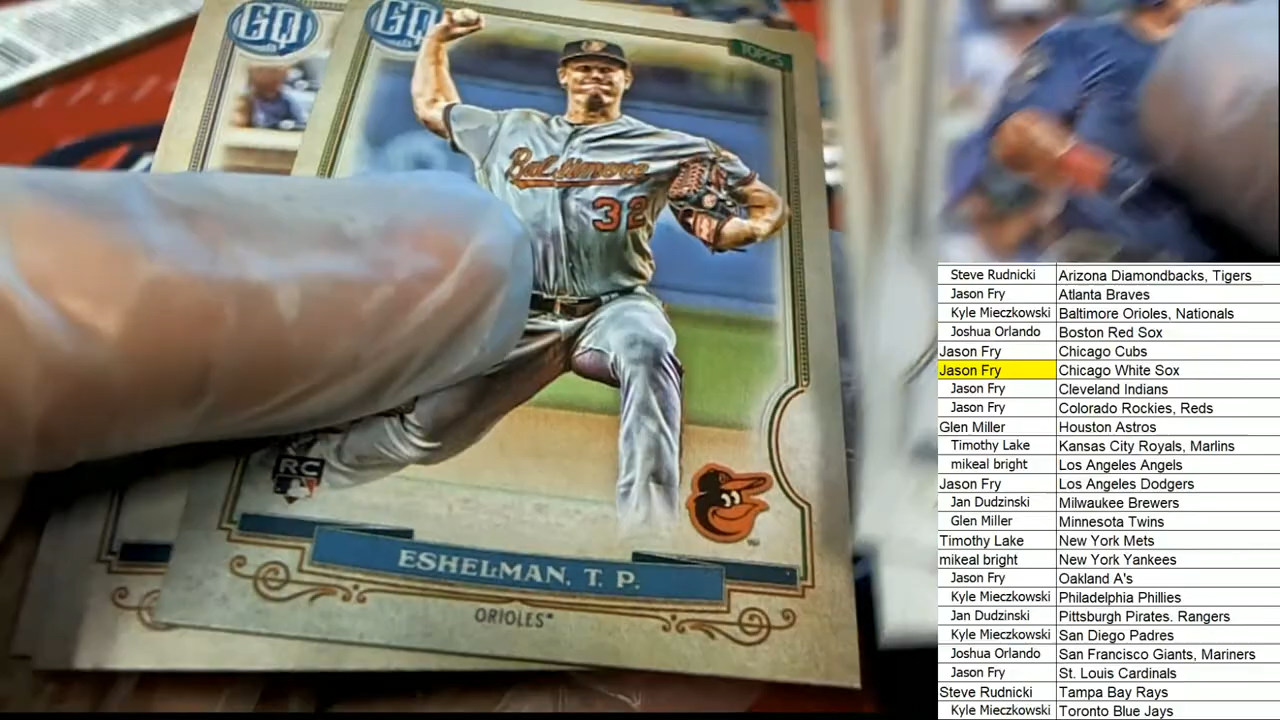 GQ
GQ
TOPPS
Baltimore
32
RC
ESHELMAN, T. P.
ORIOLES
Steve Rudnicki Arizona Diamondbacks, Tigers
Jason Fry Atlanta Braves
Kyle Mieczkowski Baltimore Orioles, Nationals
Joshua Orlando Boston Red Sox
Jason Fry Chicago Cubs
Jason Fry Chicago White Sox
Jason Fry Cleveland Indians
Jason Fry Colorado Rockies, Reds
Glen Miller Houston Astros
Timothy Lake Kansas City Royals, Marlins
mikeal bright Los Angeles Angels
Jason Fry Los Angeles Dodgers
Jan Dudzinski Milwaukee Brewers
Glen Miller Minnesota Twins
Timothy Lake New York Mets
mikeal bright New York Yankees
Jason Fry Oakland A's
Kyle Mieczkowski Philadelphia Phillies
Jan Dudzinski Pittsburgh Pirates. Rangers
Kyle Mieczkowski San Diego Padres
Joshua Orlando San Francisco Giants, Mariners
Jason Fry St. Louis Cardinals
Steve Rudnicki Tampa Bay Rays
Kyle Mieczkowski Toronto Blue Jays